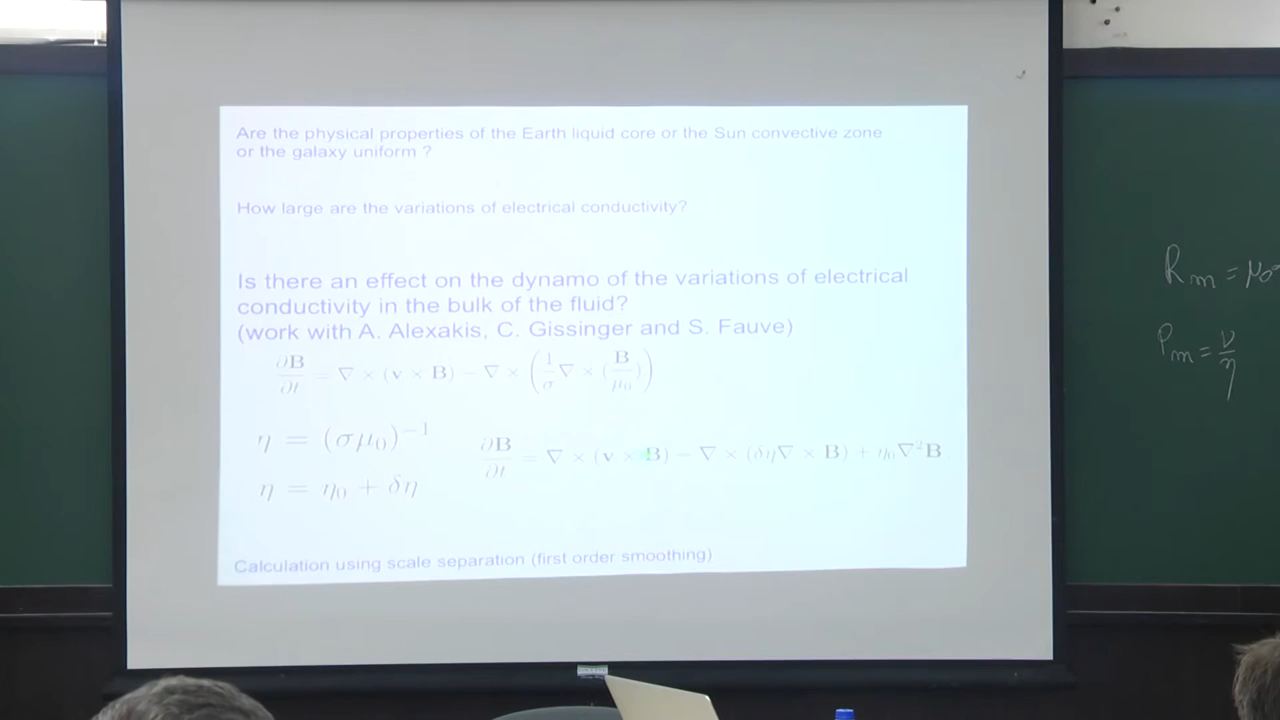 Are the physical properties of the Earth liquid core or the Sun convective zone
or the galaxy uniform ?
How large are the variations of electrical conductivity?
Is there an effect on the dynamo of the variations of electrical
conductivity in the bulk of the fluid?
(work with A. Alexakis, C. Gissinger and S. Fauve)
∂B/∂t = ∇ × (v × B) − ∇ × (1/σ ∇ × (B/μ₀))
η = (σμ₀)⁻¹
∂B/∂t = ∇ × (v × B) − ∇ × (δη∇ × B) + η₀∇²B
η = η₀ + δη
Calculation using scale separation (first order smoothing)
Rm = μ₀
Pm = ν/η